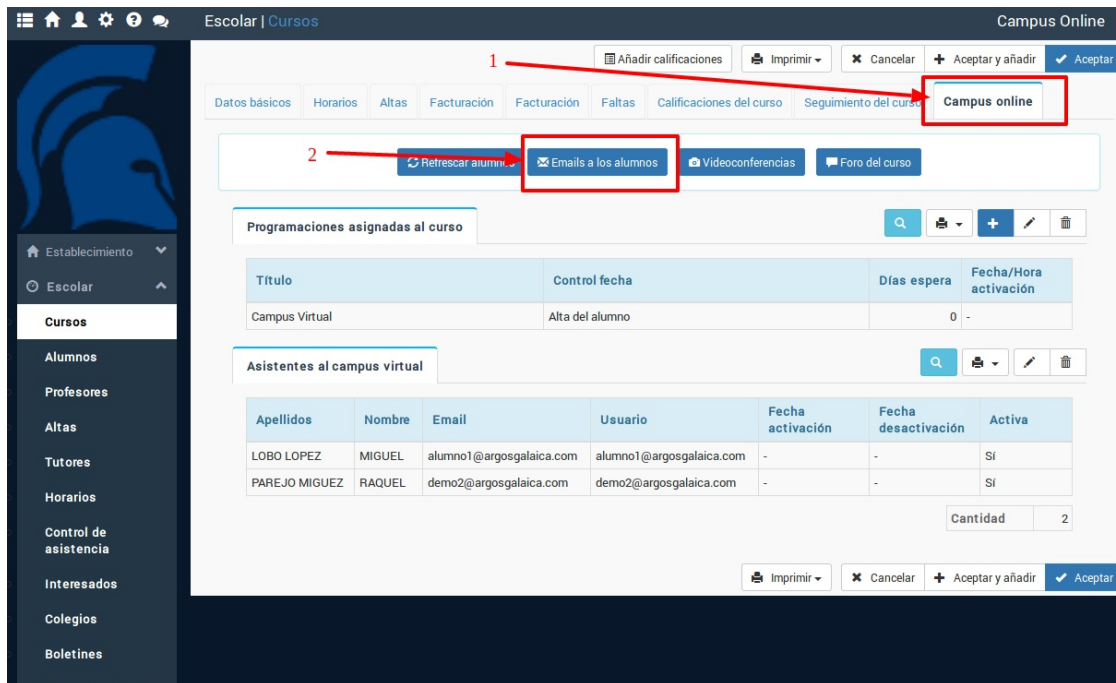 Escolar | Cursos
Campus Online
1
Añadir calificaciones
Imprimir
Cancelar
Aceptar y añadir
Aceptar
Datos básicos
Horarios
Altas
Facturación
Facturación
Faltas
Calificaciones del curso
Seguimiento del curso
Campus online
2
Refrescar alumnos
Emails a los alumnos
Videoconferencias
Foro del curso
Programaciones asignadas al curso
Título
Control fecha
Días espera
Fecha/Hora
activación
Campus Virtual
Alta del alumno
0
-
Asistentes al campus virtual
Apellidos
Nombre
Email
Usuario
Fecha
activación
Fecha
desactivación
Activa
LOBO LOPEZ
MIGUEL
alumno1@argosgalaica.com
alumno1@argosgalaica.com
-
-
Sí
PAREJO MIGUEZ
RAQUEL
demo2@argosgalaica.com
demo2@argosgalaica.com
-
-
Sí
Cantidad
2
Imprimir
Cancelar
Aceptar y añadir
Aceptar
Establecimiento
Escolar
Cursos
Alumnos
Profesores
Altas
Tutores
Horarios
Control de
asistencia
Interesados
Colegios
Boletines